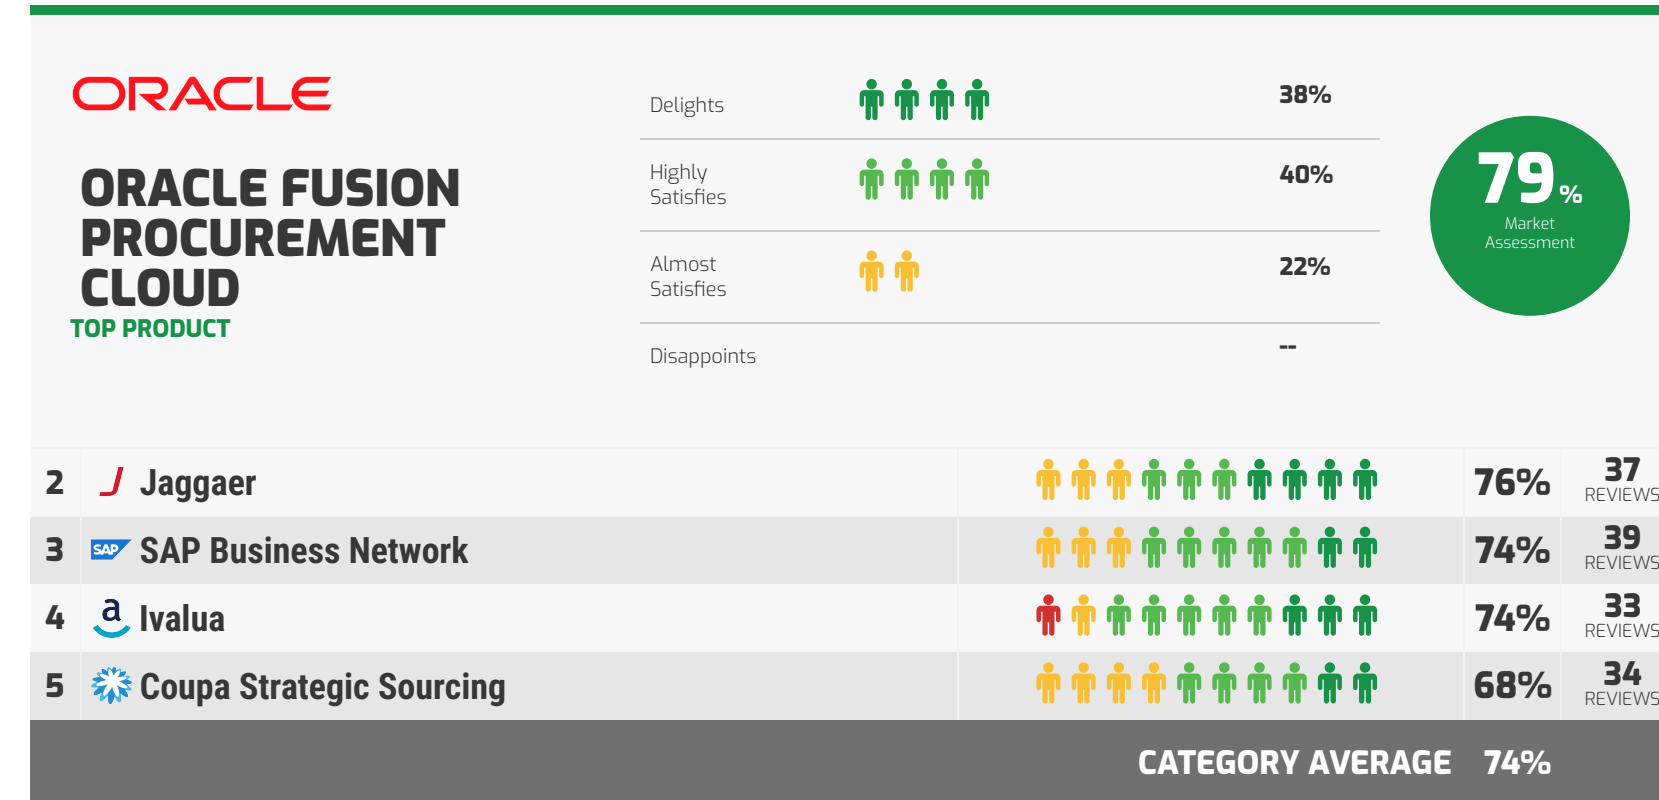 ORACLE
ORACLE FUSION
PROCUREMENT
CLOUD
TOP PRODUCT
Delights 38%
Highly
Satisfies 40%
Almost
Satisfies 22%
Disappoints --
79%
Market
Assessment
2 Jaggaer 76% 37
REVIEWS
3 SAP SAP Business Network 74% 39
REVIEWS
4 a Ivalua 74% 33
REVIEWS
5 Coupa Strategic Sourcing 68% 34
REVIEWS
CATEGORY AVERAGE 74%